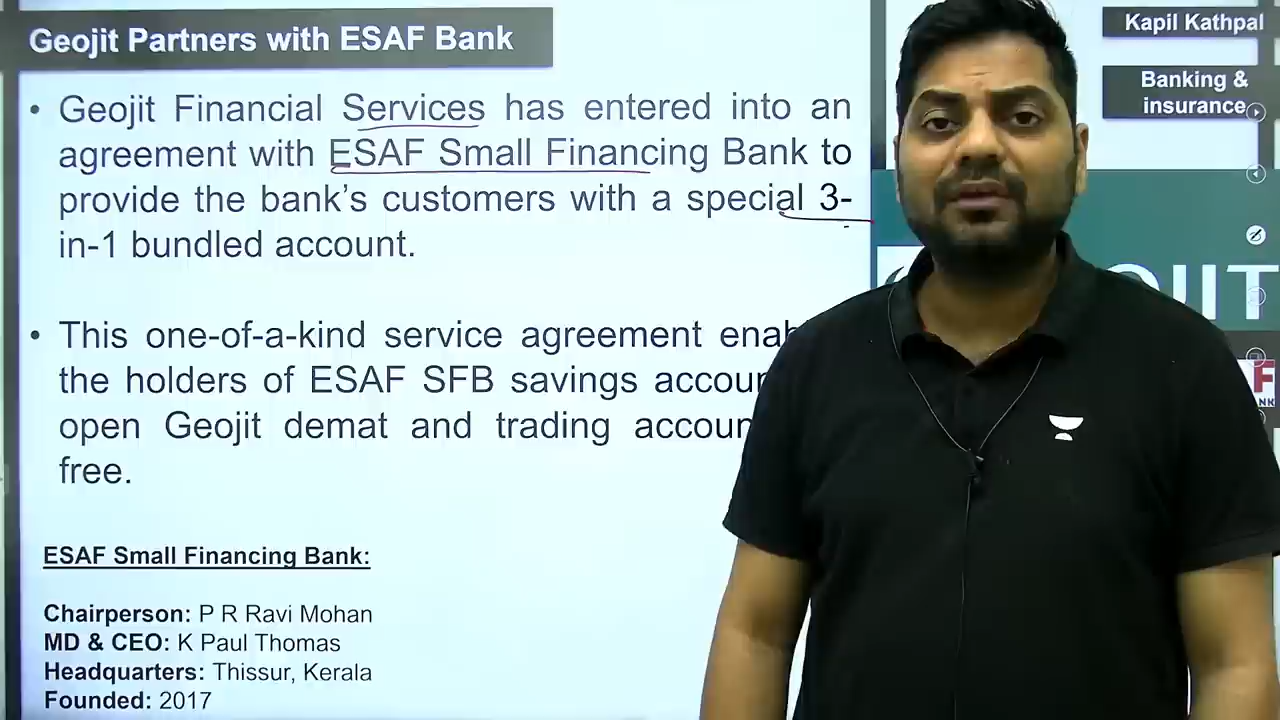 Geojit Partners with ESAF Bank
Kapil Kathpal
Banking &
insurance
• Geojit Financial Services has entered into an
agreement with ESAF Small Financing Bank to
provide the bank’s customers with a special 3-
in-1 bundled account.
• This one-of-a-kind service agreement
the holders of ESAF SFB savings
open Geojit demat and trading
free.
ESAF Small Financing Bank:
Chairperson: P R Ravi Mohan
MD & CEO: K Paul Thomas
Headquarters: Thissur, Kerala
Founded: 2017